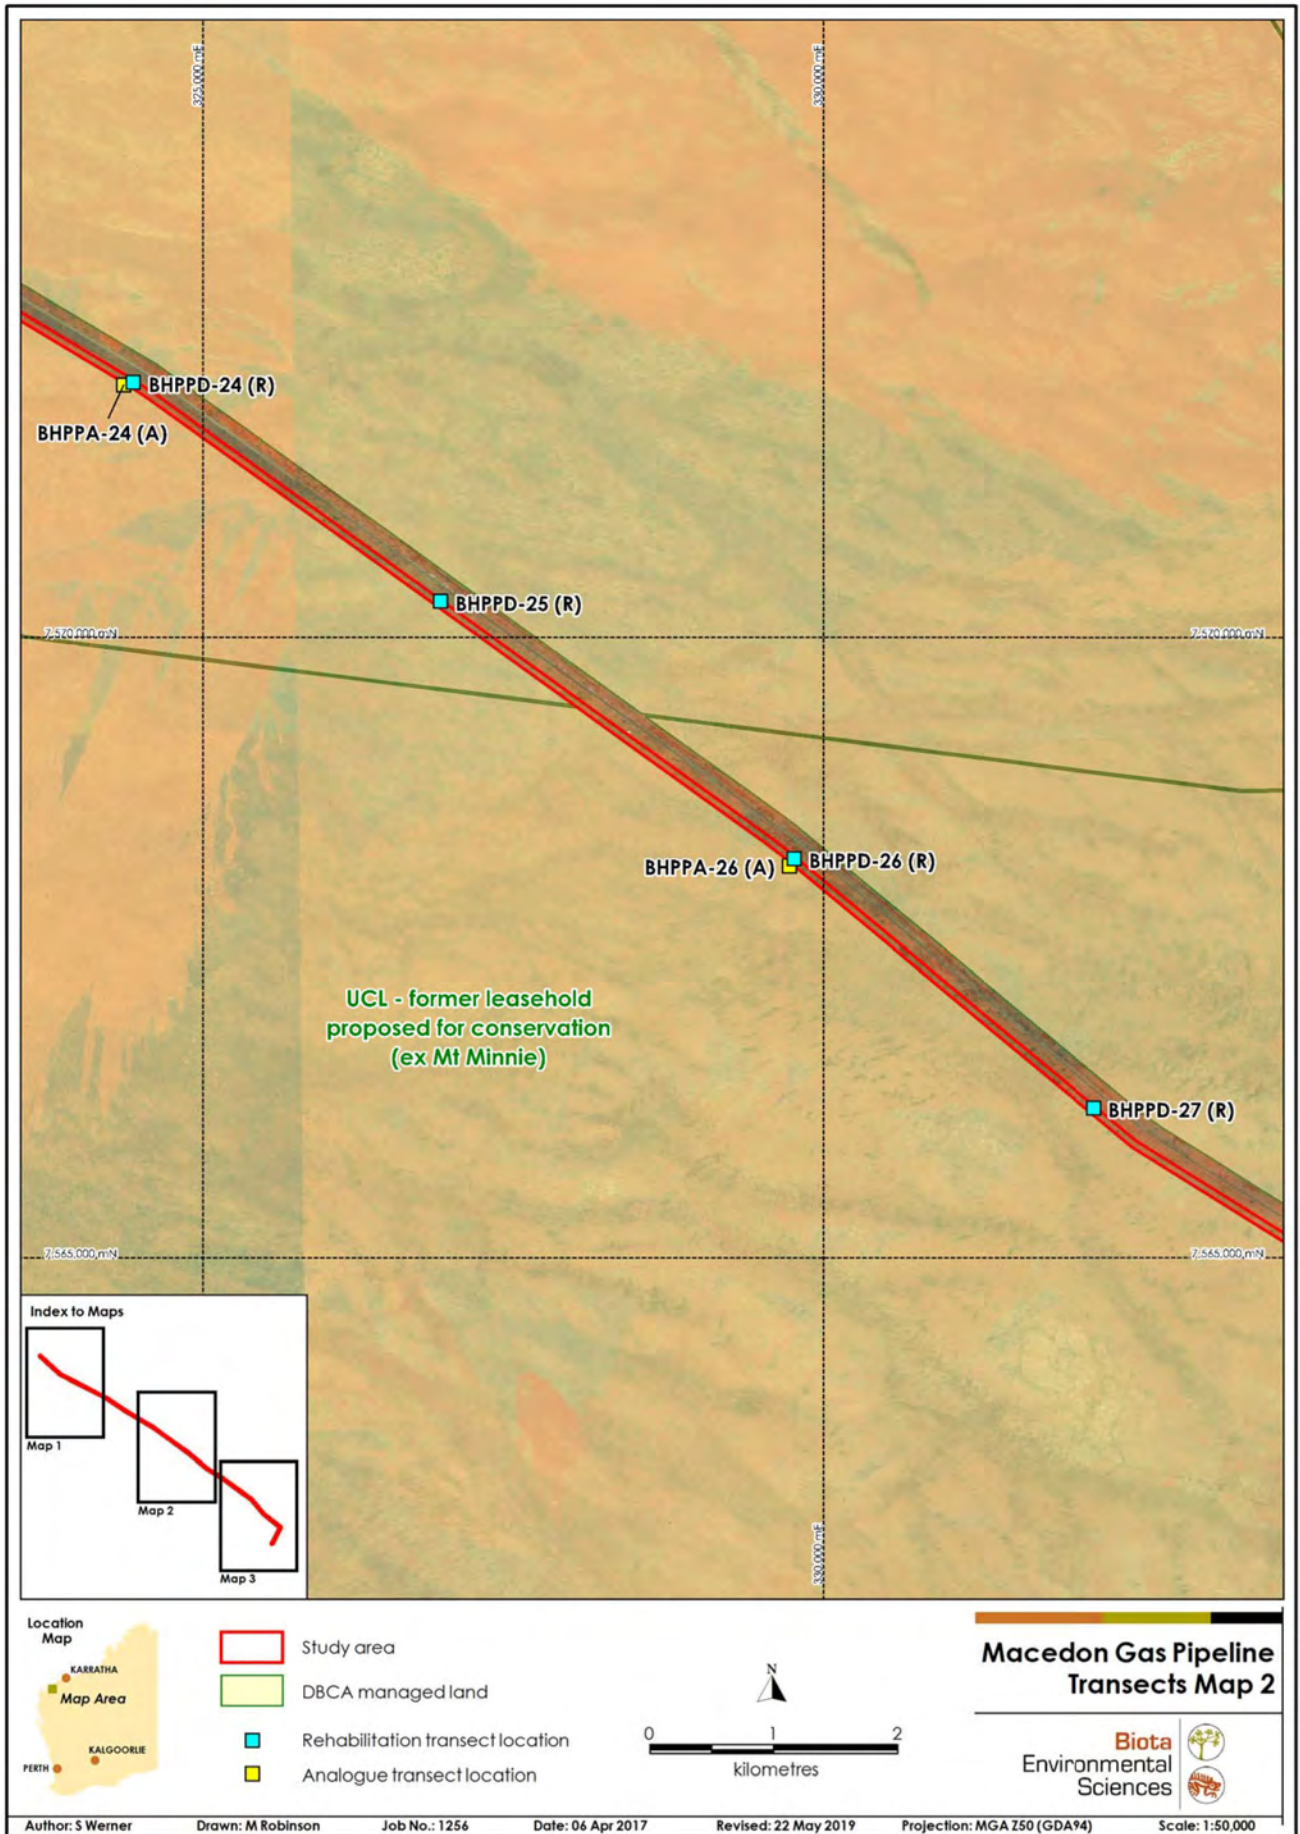 325,000 mE
330,000 mE
BHPPD-24 (R)
BHPPA-24 (A)
BHPPD-25 (R)
7,570,000 mN
7,570,000 mN
BHPPA-26 (A)
BHPPD-26 (R)
UCL - former leasehold
proposed for conservation
(ex Mt Minnie)
BHPPD-27 (R)
7,565,000 mN
7,565,000 mN
330,000 mE
Index to Maps
Map 1
Map 2
Map 3
Location
Map
KARRATHA
Map Area
KALGOORLIE
PERTH
Study area
DBCA managed land
Rehabilitation transect location
Analogue transect location
N
0 1 2
kilometres
Macedon Gas Pipeline
Transects Map 2
Biota
Environmental
Sciences
Author: S Werner Drawn: M Robinson Job No.: 1256 Date: 06 Apr 2017 Revised: 22 May 2019 Projection: MGA Z50 (GDA94) Scale: 1:50,000